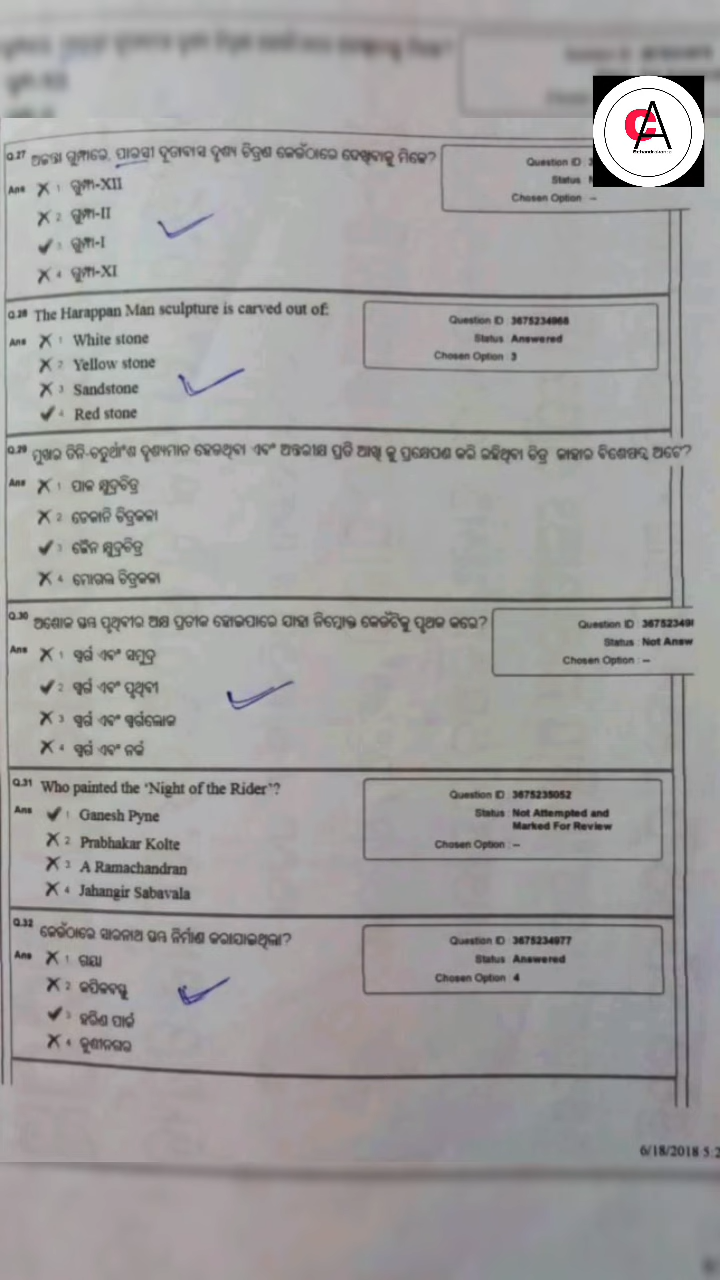 CA
Q.27 ଅଜନ୍ତା ଗୁମ୍ଫାରେ, ପାରସ୍ୟ ଦୂତାବାସ ଦୃଶ୍ୟ ଚିତ୍ରଣ କେଉଁଠାରେ ଦେଖିବାକୁ ମିଳେ?
Question ID : 3
Status :
Chosen Option : --
Ans 1 ଗୁମ୍ଫା-XII
2 ଗୁମ୍ଫା-II
3 ଗୁମ୍ଫା-I
4 ଗୁମ୍ଫା-XI
Q.28 The Harappan Man sculpture is carved out of:
Question ID : 3675234968
Status : Answered
Chosen Option : 3
Ans 1 White stone
2 Yellow stone
3 Sandstone
4 Red stone
Q.29 ମୁଖର ତିନି-ଚତୁର୍ଥାଂଶ ଦୃଶ୍ୟମାନ ହେଉଥିବା ଏବଂ ଅନ୍ତରୀକ୍ଷ ପ୍ରତି ଆଖି କୁ ପ୍ରକ୍ଷେପଣ କରି ରହିଥିବା ଚିତ୍ର କାହାର ବିଶେଷତ୍ୱ ଅଟେ?
Ans 1 ପାଳ କ୍ଷୁଦ୍ରଚିତ୍ର
2 ଡେକାନି ଚିତ୍ରକଳା
3 ଜୈନ କ୍ଷୁଦ୍ରଚିତ୍ର
4 ମୋଗଲ ଚିତ୍ରକଳା
Q.30 ଅଶୋକ ସ୍ତମ୍ଭ ପୃଥିବୀର ଅକ୍ଷ ପ୍ରତୀକ ହୋଇପାରେ ଯାହା ନିମ୍ନୋକ୍ତ କେଉଁଟିକୁ ପୃଥକ କରେ?
Question ID : 367523498
Status : Not Answ
Chosen Option : --
Ans 1 ସ୍ୱର୍ଗ ଏବଂ ସମୁଦ୍ର
2 ସ୍ୱର୍ଗ ଏବଂ ପୃଥିବୀ
3 ସ୍ୱର୍ଗ ଏବଂ ସ୍ୱର୍ଗଲୋକ
4 ସ୍ୱର୍ଗ ଏବଂ ନର୍କ
Q.31 Who painted the ‘Night of the Rider’?
Question ID : 3675235052
Status : Not Attempted and
Marked For Review
Chosen Option : --
Ans 1 Ganesh Pyne
2 Prabhakar Kolte
3 A Ramachandran
4 Jahangir Sabavala
Q.32 କେଉଁଠାରେ ସାରନାଥ ସ୍ତମ୍ଭ ନିର୍ମାଣ କରାଯାଇଥିଲା?
Question ID : 3675234977
Status : Answered
Chosen Option : 4
Ans 1 ଗୟା
2 କପିଳବସ୍ତୁ
3 ହରିଣ ପାର୍କ
4 କୁଶୀନଗର
6/18/2018 5:2